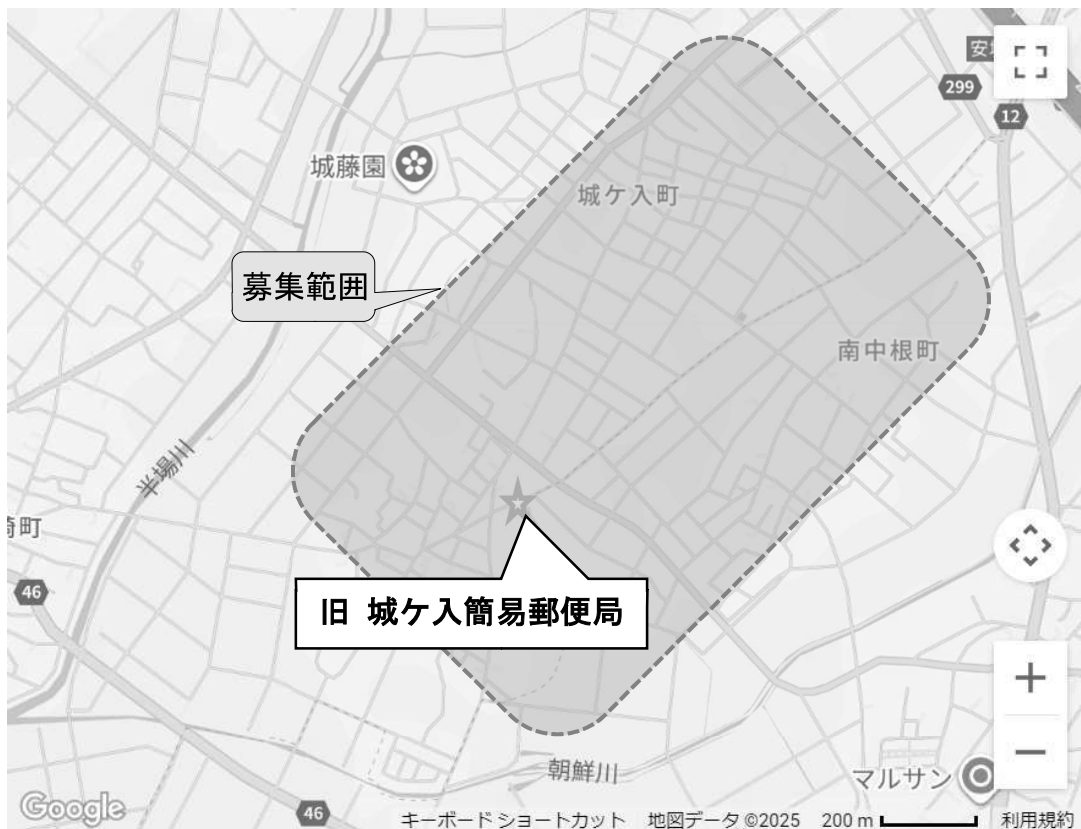 安
299
12
城藤園
城ケ入町
募集範囲
南中根町
半場川
崎町
46
旧 城ケ入簡易郵便局
朝鮮川
マルサン
Google
46
キーボード ショートカット
地図データ ©2025
200 m
利用規約